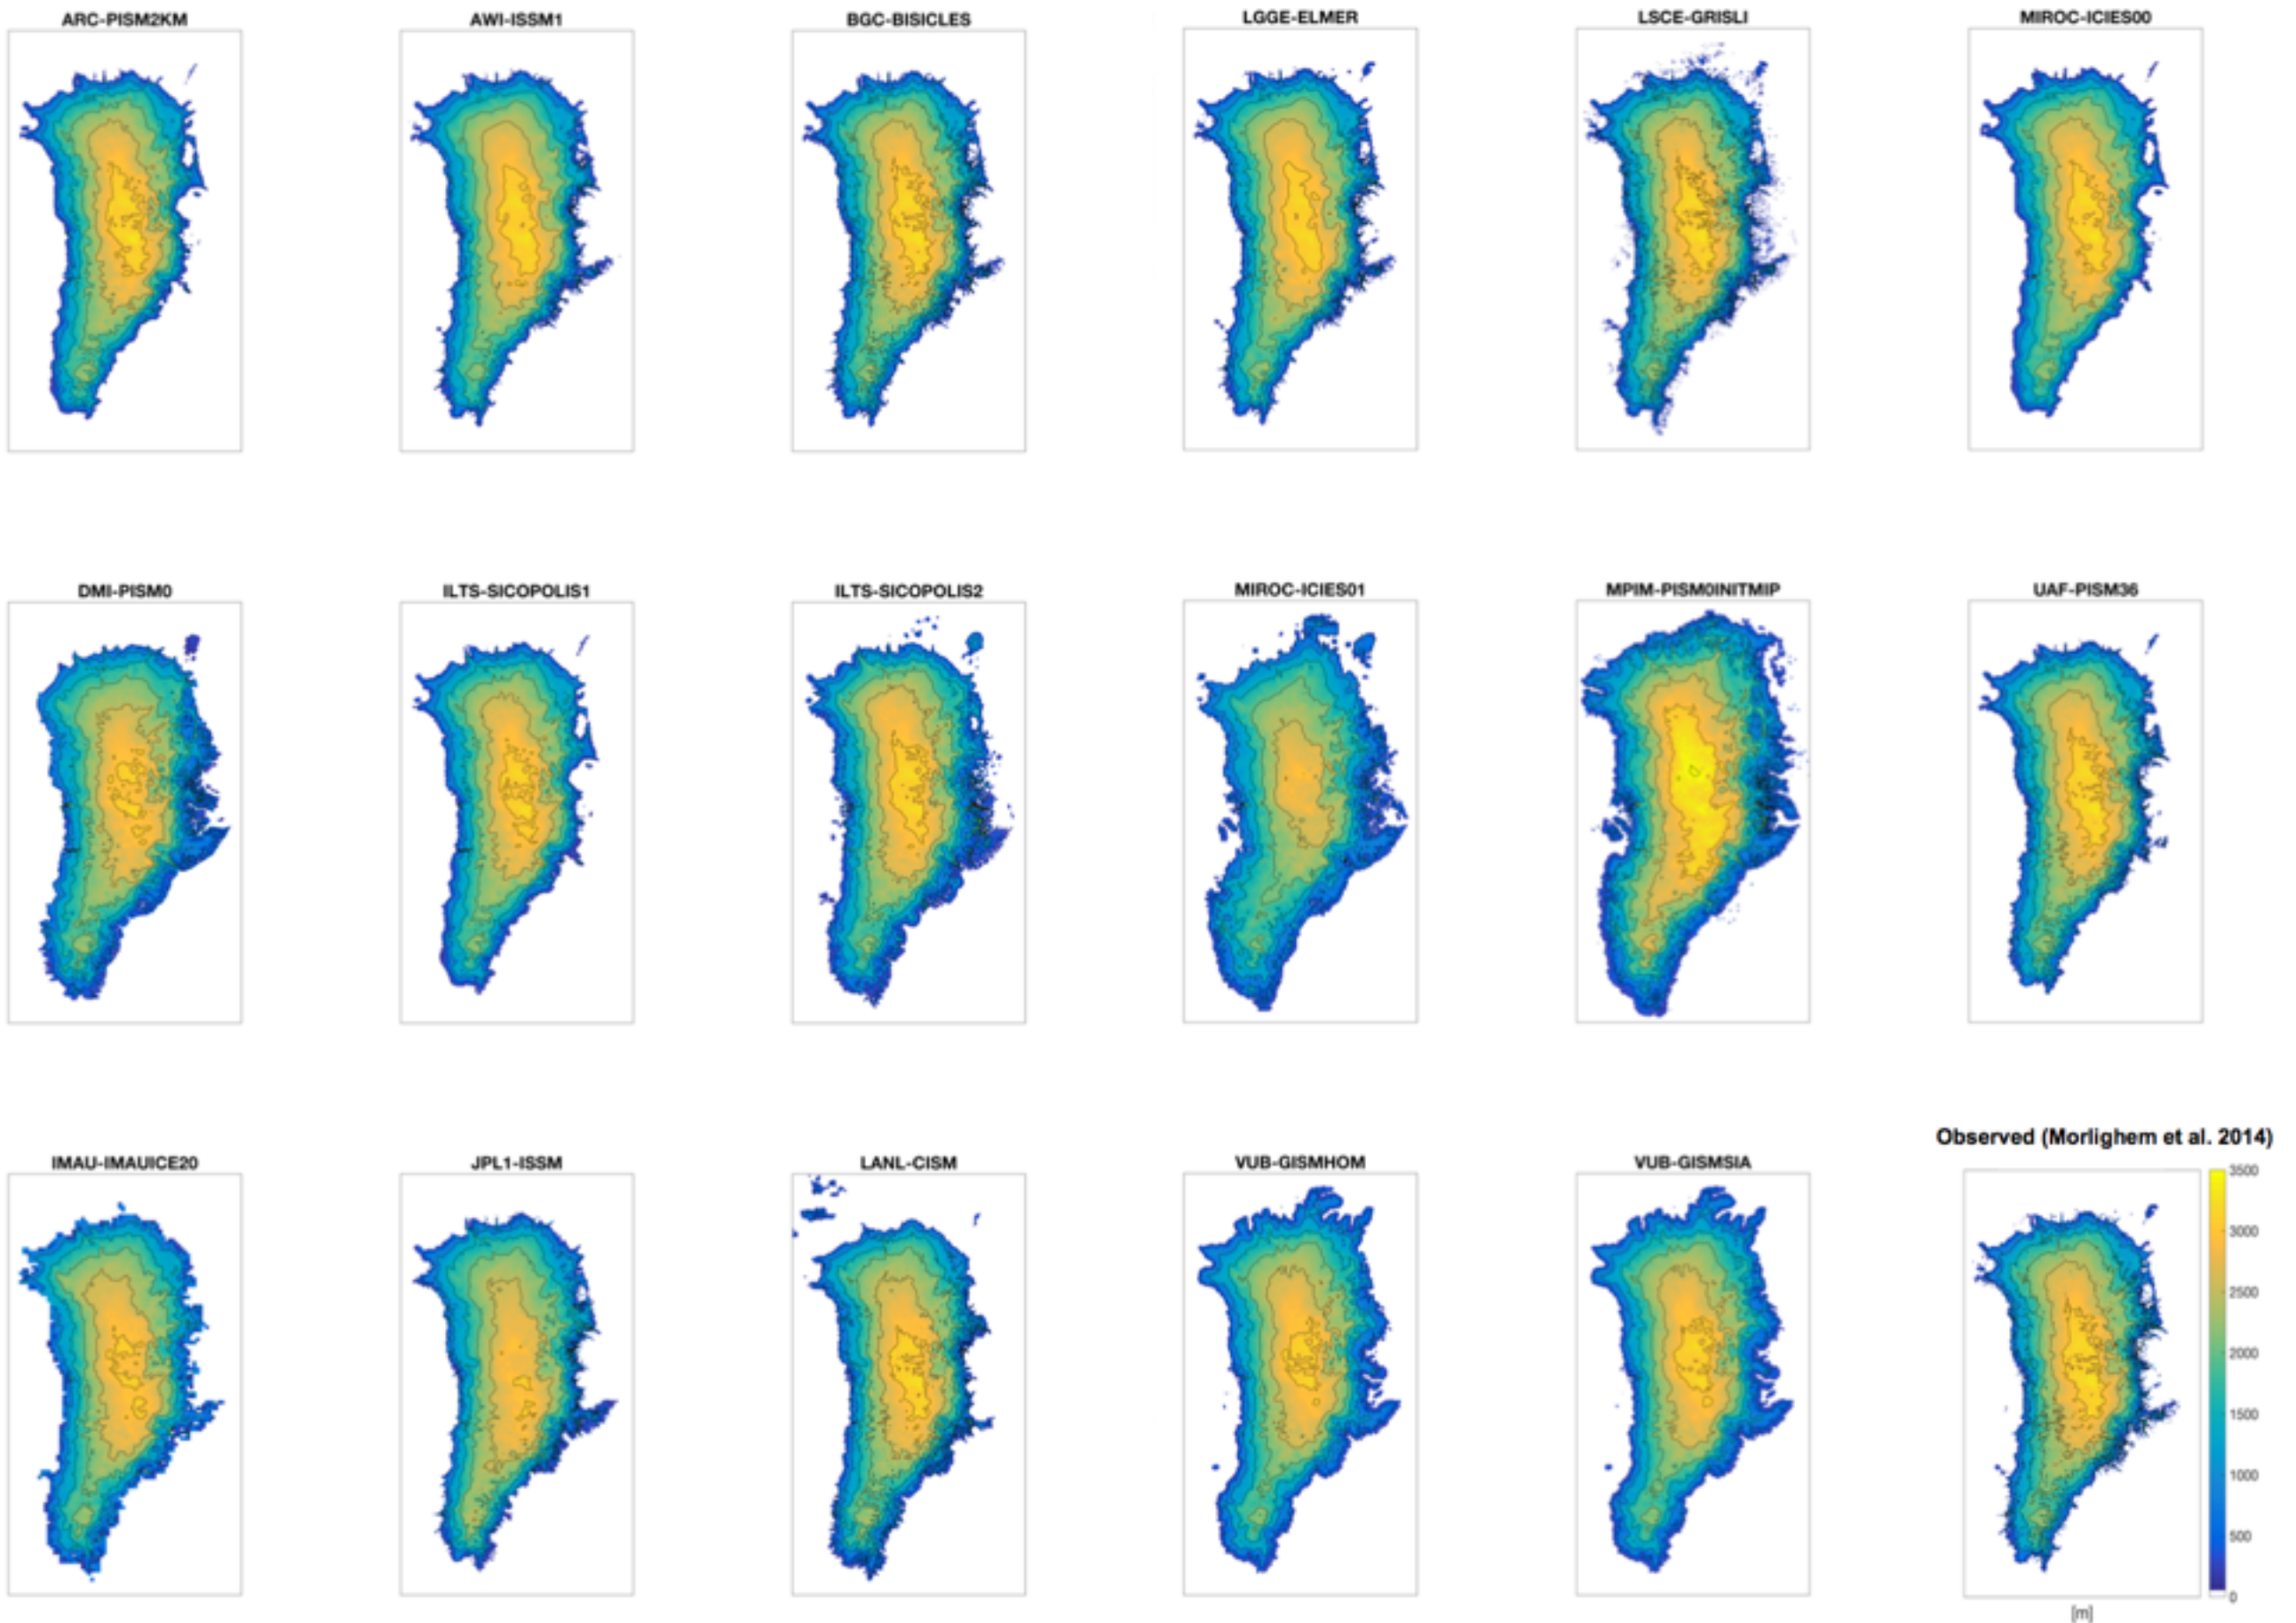 ARC-PISM2KM
AWI-ISSM1
BGC-BISICLES
LGGE-ELMER
LSCE-GRISLI
MIROC-ICIES00
DMI-PISM0
ILTS-SICOPOLIS1
ILTS-SICOPOLIS2
MIROC-ICIES01
MPIM-PISM0INITMIP
UAF-PISM36
Observed (Morlighem et al. 2014)
IMAU-IMAUICE20
JPL1-ISSM
LANL-CISM
VUB-GISMHOM
VUB-GISMSIA
3500
3000
2500
2000
1500
1000
500
0
[m]